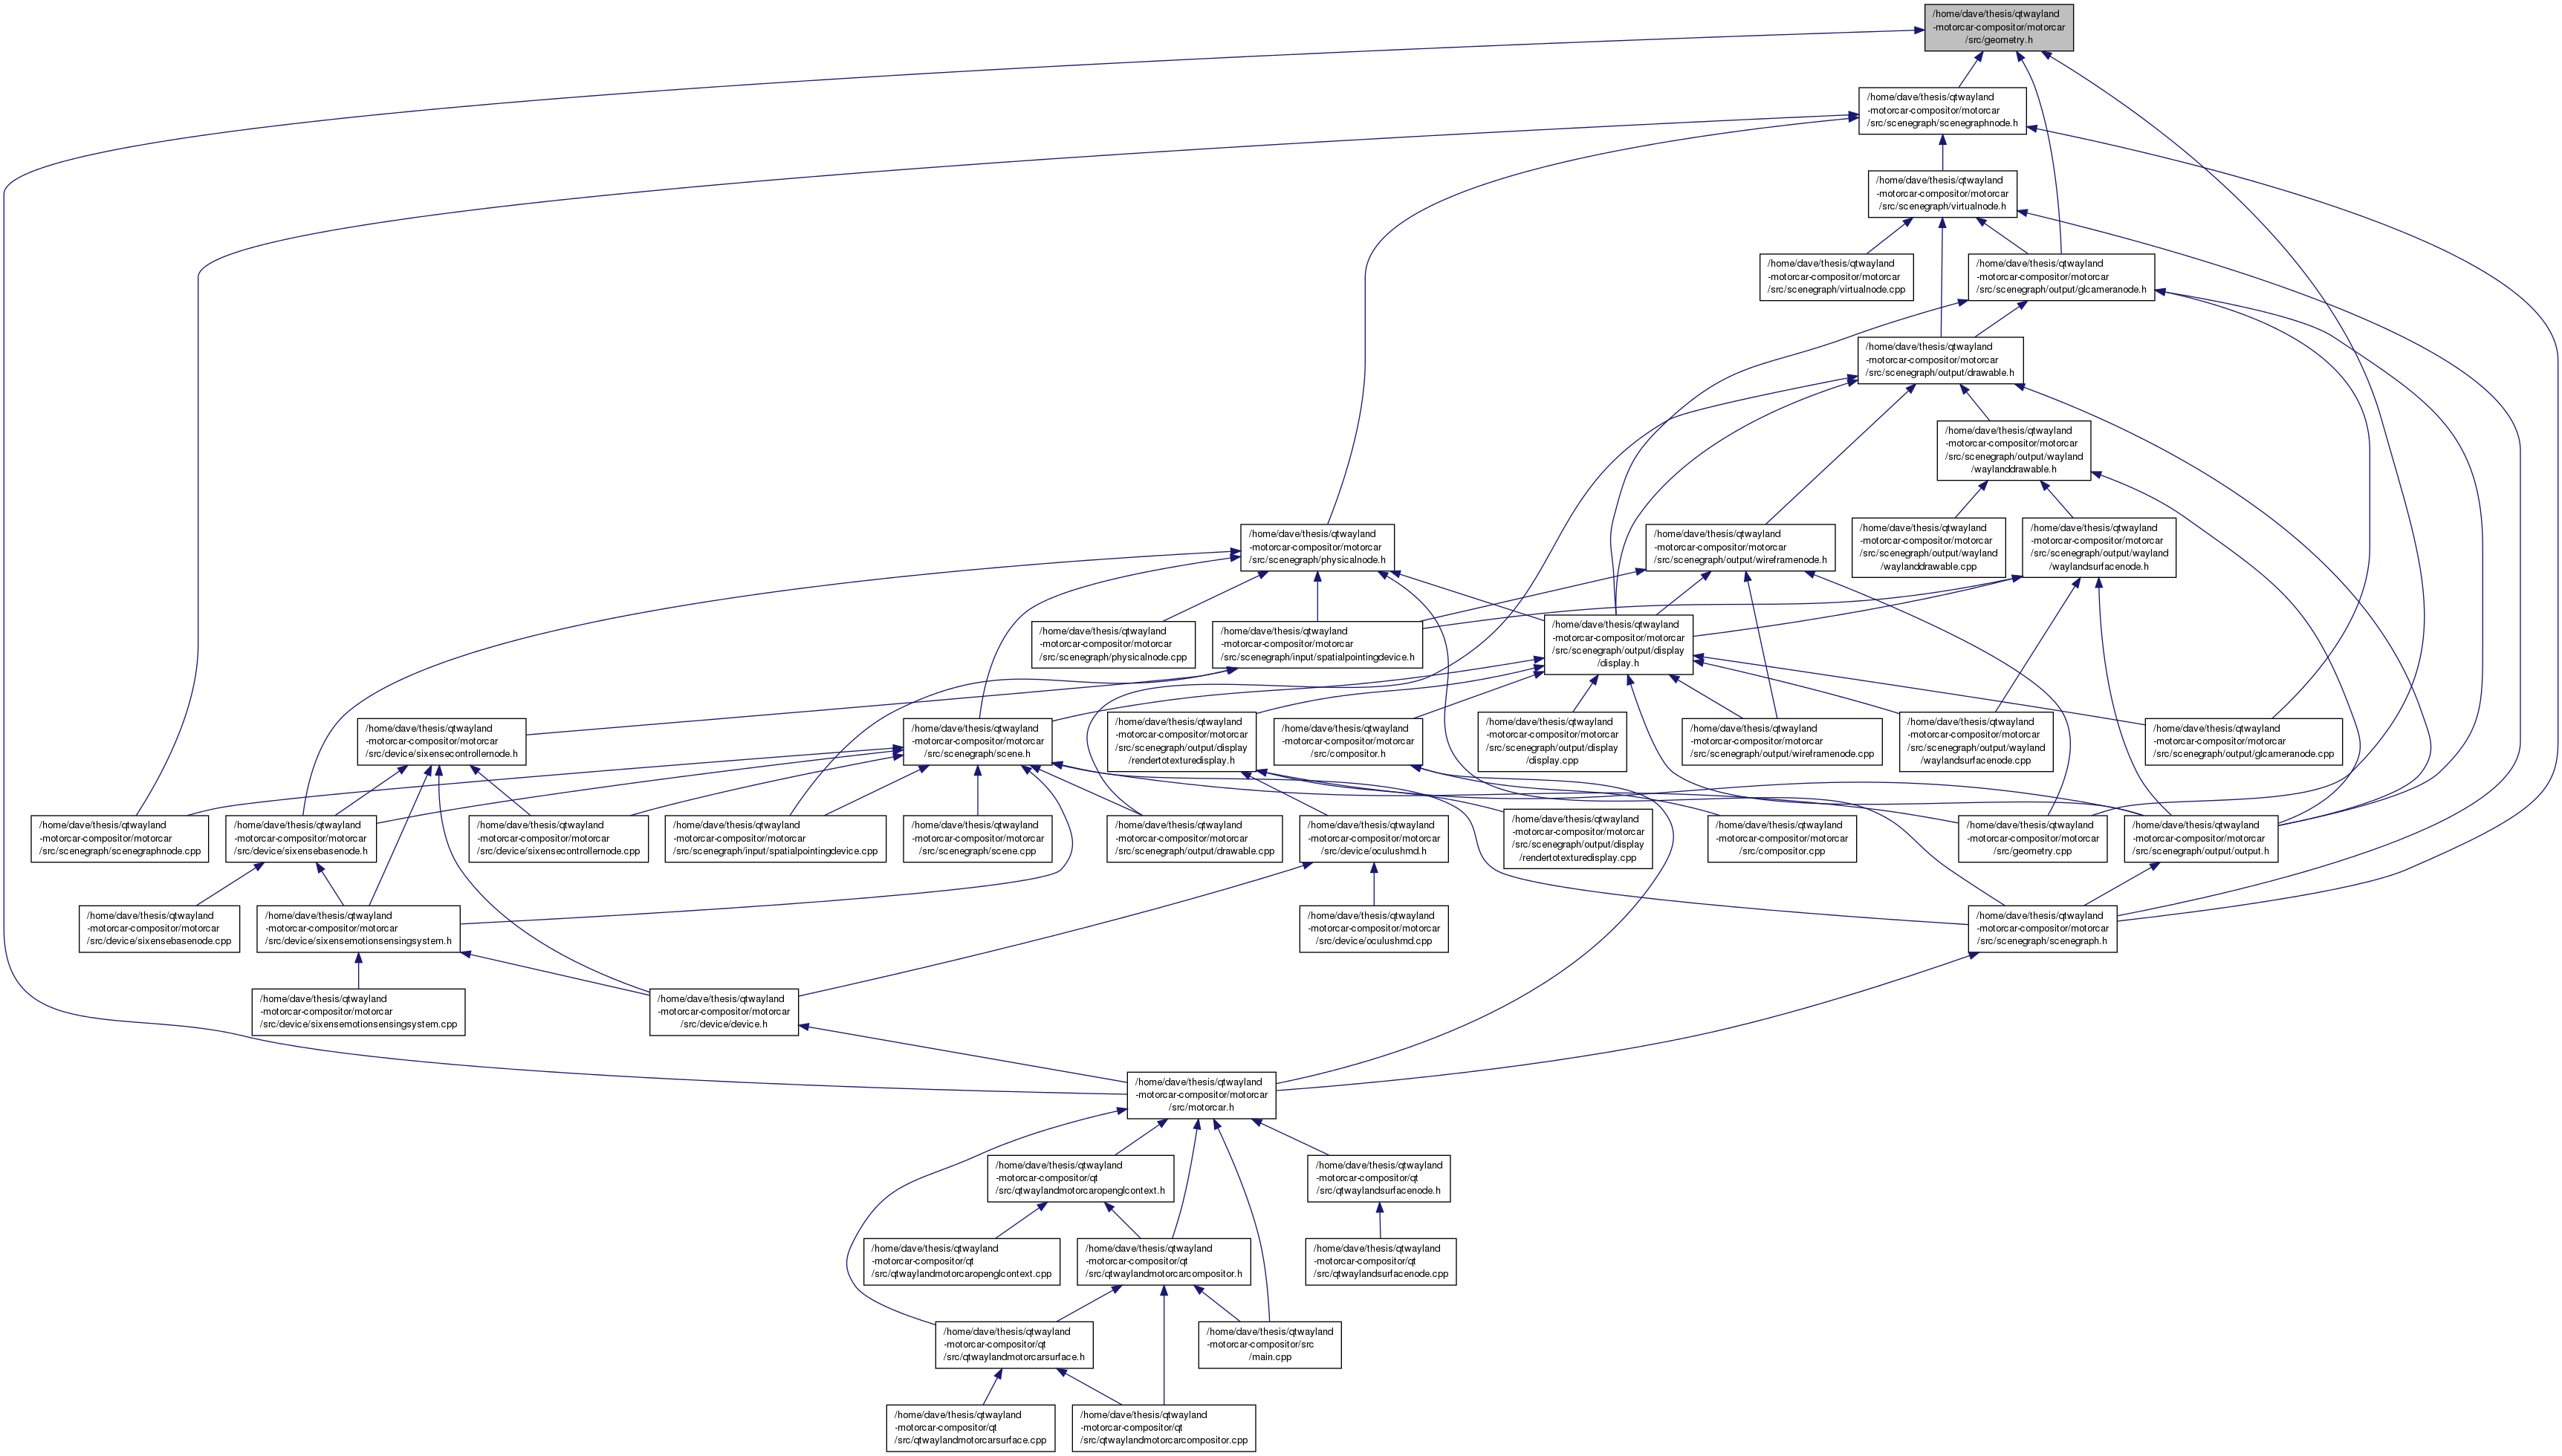 /home/dave/thesis/qtwayland
-motorcar-compositor/motorcar
/src/geometry.h
/home/dave/thesis/qtwayland
-motorcar-compositor/motorcar
/src/scenegraph/scenegraphnode.h
/home/dave/thesis/qtwayland
-motorcar-compositor/motorcar
/src/scenegraph/virtualnode.h
/home/dave/thesis/qtwayland
-motorcar-compositor/motorcar
/src/scenegraph/virtualnode.cpp
/home/dave/thesis/qtwayland
-motorcar-compositor/motorcar
/src/scenegraph/output/glcameranode.h
/home/dave/thesis/qtwayland
-motorcar-compositor/motorcar
/src/scenegraph/output/drawable.h
/home/dave/thesis/qtwayland
-motorcar-compositor/motorcar
/src/scenegraph/output/wayland
/waylanddrawable.h
/home/dave/thesis/qtwayland
-motorcar-compositor/motorcar
/src/scenegraph/physicalnode.h
/home/dave/thesis/qtwayland
-motorcar-compositor/motorcar
/src/scenegraph/output/wireframenode.h
/home/dave/thesis/qtwayland
-motorcar-compositor/motorcar
/src/scenegraph/output/wayland
/waylanddrawable.cpp
/home/dave/thesis/qtwayland
-motorcar-compositor/motorcar
/src/scenegraph/output/wayland
/waylandsurfacenode.h
/home/dave/thesis/qtwayland
-motorcar-compositor/motorcar
/src/scenegraph/physicalnode.cpp
/home/dave/thesis/qtwayland
-motorcar-compositor/motorcar
/src/scenegraph/input/spatialpointingdevice.h
/home/dave/thesis/qtwayland
-motorcar-compositor/motorcar
/src/scenegraph/output/display
/display.h
/home/dave/thesis/qtwayland
-motorcar-compositor/motorcar
/src/device/sixensecontrollernode.h
/home/dave/thesis/qtwayland
-motorcar-compositor/motorcar
/src/scenegraph/scene.h
/home/dave/thesis/qtwayland
-motorcar-compositor/motorcar
/src/scenegraph/output/display
/rendertotexturedisplay.h
/home/dave/thesis/qtwayland
-motorcar-compositor/motorcar
/src/compositor.h
/home/dave/thesis/qtwayland
-motorcar-compositor/motorcar
/src/scenegraph/output/display
/display.cpp
/home/dave/thesis/qtwayland
-motorcar-compositor/motorcar
/src/scenegraph/output/wireframenode.cpp
/home/dave/thesis/qtwayland
-motorcar-compositor/motorcar
/src/scenegraph/output/wayland
/waylandsurfacenode.cpp
/home/dave/thesis/qtwayland
-motorcar-compositor/motorcar
/src/scenegraph/output/glcameranode.cpp
/home/dave/thesis/qtwayland
-motorcar-compositor/motorcar
/src/scenegraph/scenegraphnode.cpp
/home/dave/thesis/qtwayland
-motorcar-compositor/motorcar
/src/device/sixensebasenode.h
/home/dave/thesis/qtwayland
-motorcar-compositor/motorcar
/src/device/sixensecontrollernode.cpp
/home/dave/thesis/qtwayland
-motorcar-compositor/motorcar
/src/scenegraph/input/spatialpointingdevice.cpp
/home/dave/thesis/qtwayland
-motorcar-compositor/motorcar
/src/scenegraph/scene.cpp
/home/dave/thesis/qtwayland
-motorcar-compositor/motorcar
/src/scenegraph/output/drawable.cpp
/home/dave/thesis/qtwayland
-motorcar-compositor/motorcar
/src/device/oculushmd.h
/home/dave/thesis/qtwayland
-motorcar-compositor/motorcar
/src/scenegraph/output/display
/rendertotexturedisplay.cpp
/home/dave/thesis/qtwayland
-motorcar-compositor/motorcar
/src/compositor.cpp
/home/dave/thesis/qtwayland
-motorcar-compositor/motorcar
/src/geometry.cpp
/home/dave/thesis/qtwayland
-motorcar-compositor/motorcar
/src/scenegraph/output/output.h
/home/dave/thesis/qtwayland
-motorcar-compositor/motorcar
/src/device/sixensebasenode.cpp
/home/dave/thesis/qtwayland
-motorcar-compositor/motorcar
/src/device/sixensemotionsensingsystem.h
/home/dave/thesis/qtwayland
-motorcar-compositor/motorcar
/src/device/oculushmd.cpp
/home/dave/thesis/qtwayland
-motorcar-compositor/motorcar
/src/scenegraph/scenegraph.h
/home/dave/thesis/qtwayland
-motorcar-compositor/motorcar
/src/device/sixensemotionsensingsystem.cpp
/home/dave/thesis/qtwayland
-motorcar-compositor/motorcar
/src/device/device.h
/home/dave/thesis/qtwayland
-motorcar-compositor/motorcar
/src/motorcar.h
/home/dave/thesis/qtwayland
-motorcar-compositor/qt
/src/qtwaylandmotorcaropenglcontext.h
/home/dave/thesis/qtwayland
-motorcar-compositor/qt
/src/qtwaylandsurfacenode.h
/home/dave/thesis/qtwayland
-motorcar-compositor/qt
/src/qtwaylandmotorcaropenglcontext.cpp
/home/dave/thesis/qtwayland
-motorcar-compositor/qt
/src/qtwaylandmotorcarcompositor.h
/home/dave/thesis/qtwayland
-motorcar-compositor/qt
/src/qtwaylandsurfacenode.cpp
/home/dave/thesis/qtwayland
-motorcar-compositor/qt
/src/qtwaylandmotorcarsurface.h
/home/dave/thesis/qtwayland
-motorcar-compositor/src
/main.cpp
/home/dave/thesis/qtwayland
-motorcar-compositor/qt
/src/qtwaylandmotorcarsurface.cpp
/home/dave/thesis/qtwayland
-motorcar-compositor/qt
/src/qtwaylandmotorcarcompositor.cpp